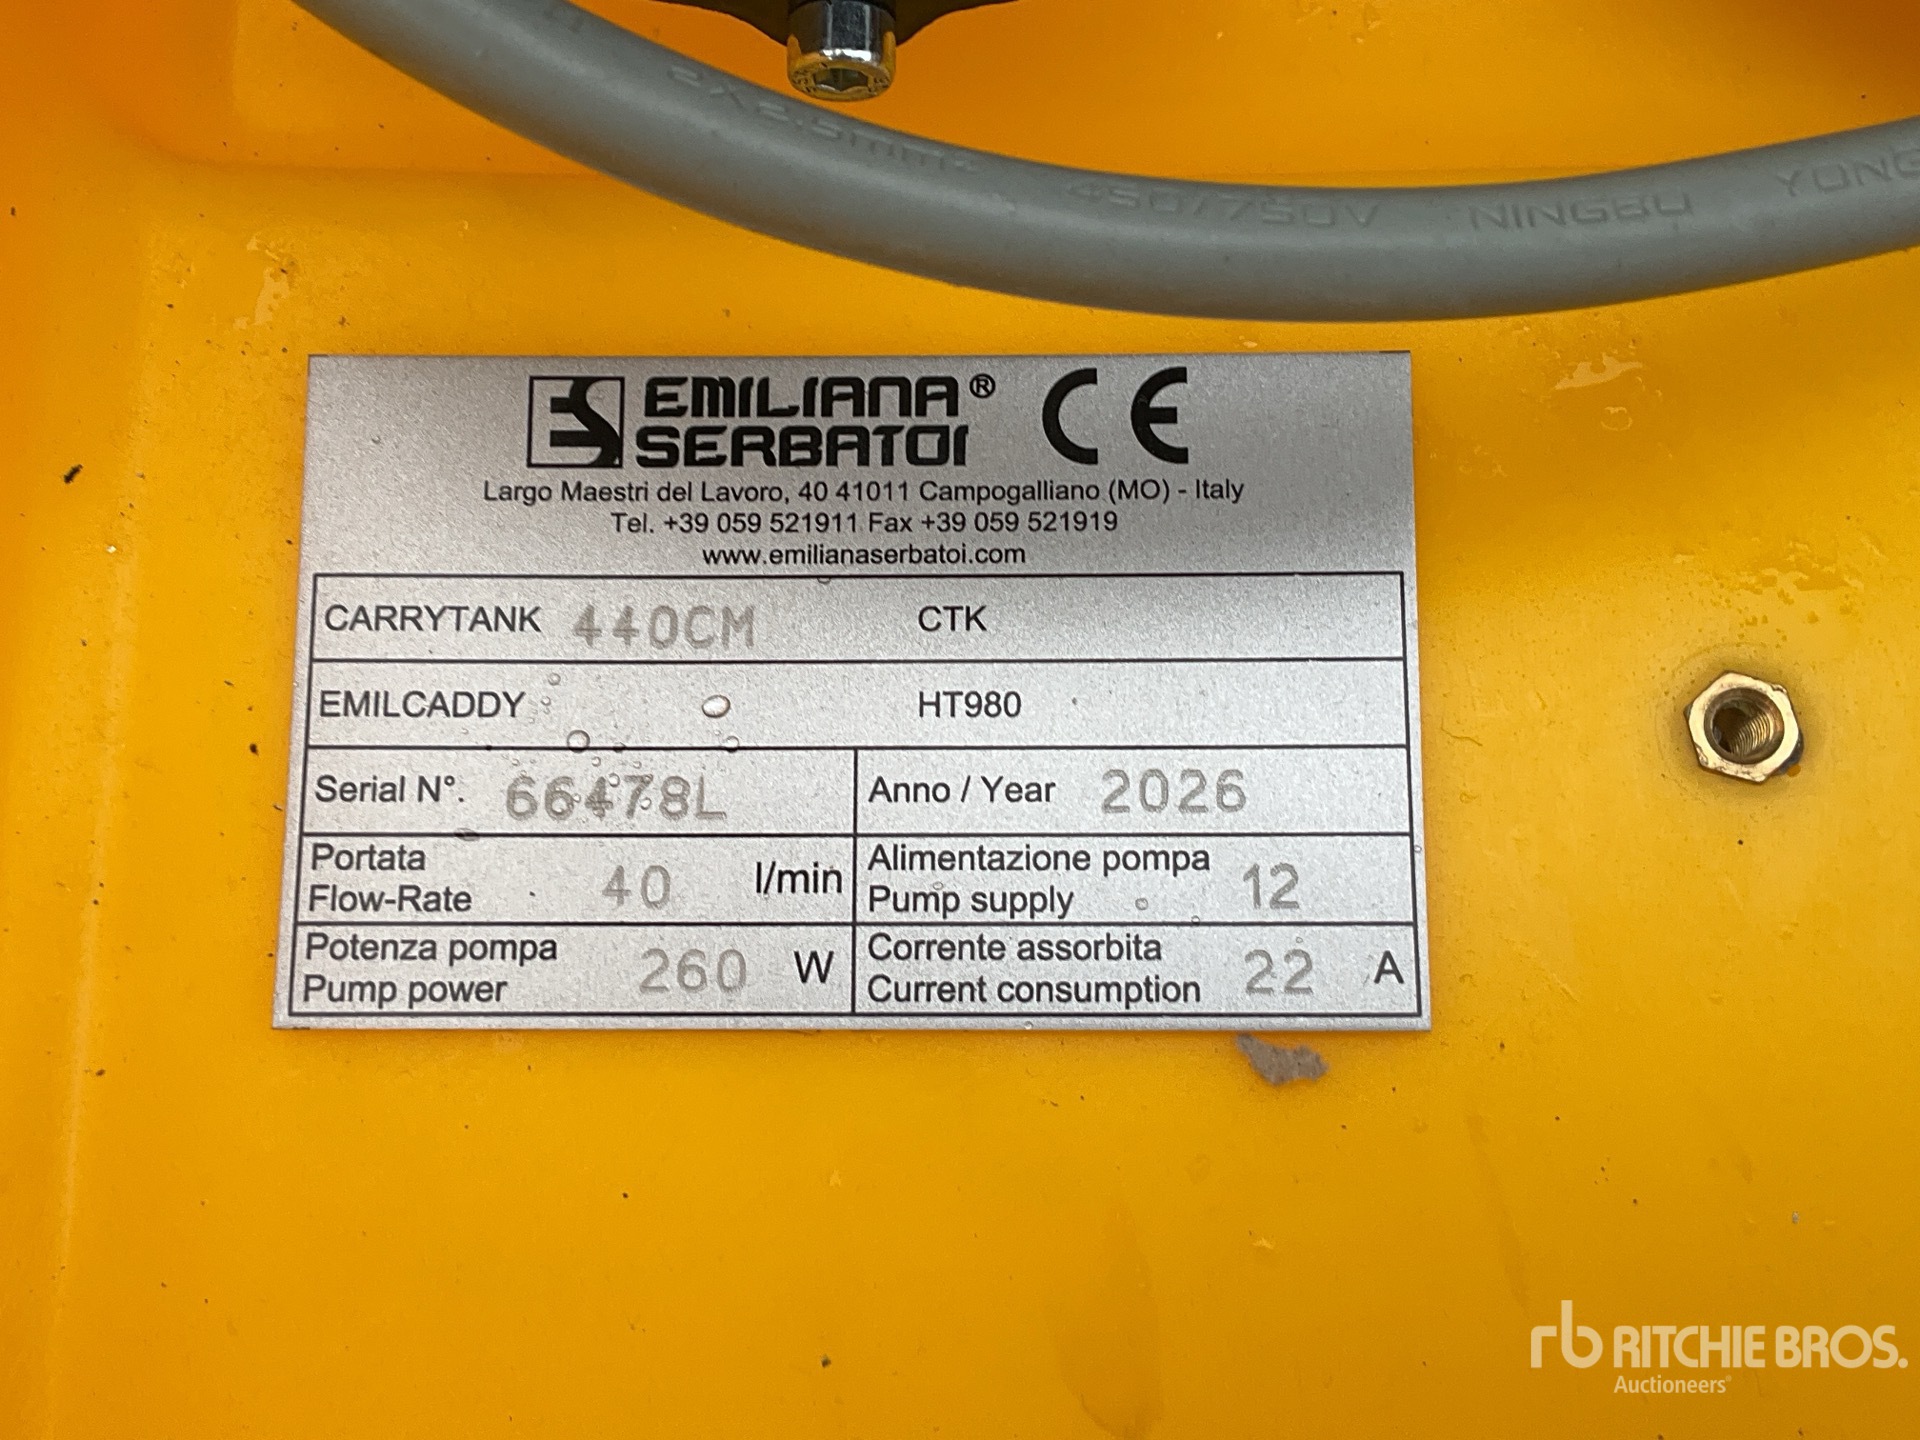 2X2.5mm²   450/750V   NINGBO   YONG
EMILIANA® CE
SERBATOI
Largo Maestri del Lavoro, 40 41011 Campogalliano (MO) - Italy
Tel. +39 059 521911 Fax +39 059 521919
www.emilianaserbatoi.com
CARRYTANK 440CM CTK
EMILCADDY HT980
Serial N°. 66478L Anno / Year 2026
Portata
Flow-Rate 40 l/min
Alimentazione pompa
Pump supply 12
Potenza pompa
Pump power 260 W
Corrente assorbita
Current consumption 22 A
rb RITCHIE BROS.
Auctioneers